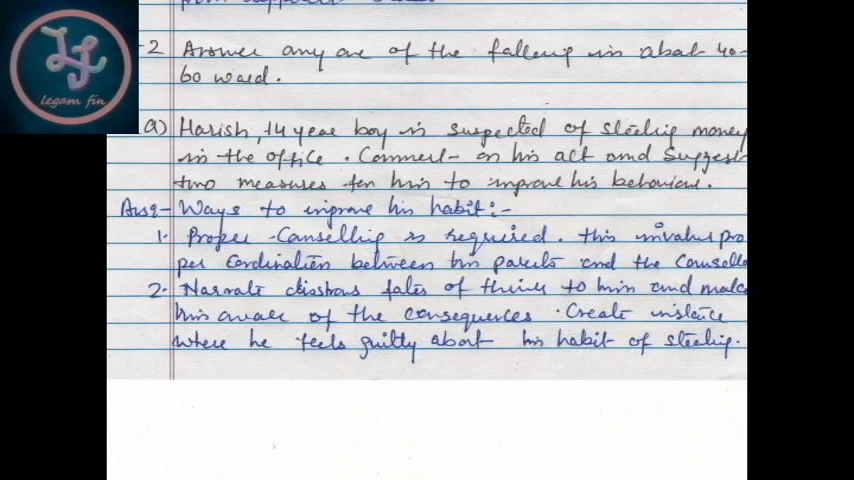 2 Answer any one of the following in about 40-
60 word.
a) Harish, 14 year boy is suspected of stealing money
in the office. Comment on his act and suggest
two measures for him to improve his behaviour.
Ans- Ways to improve his habit:-
1. Proper Counselling is required. this involves pro
per Cordination between his parents and the Counsello
2. Narrate disstrous fates of thieves to him and make
him aware of the consequences. Create instance
where he feels guilty about his habit of stealing.
legam fin